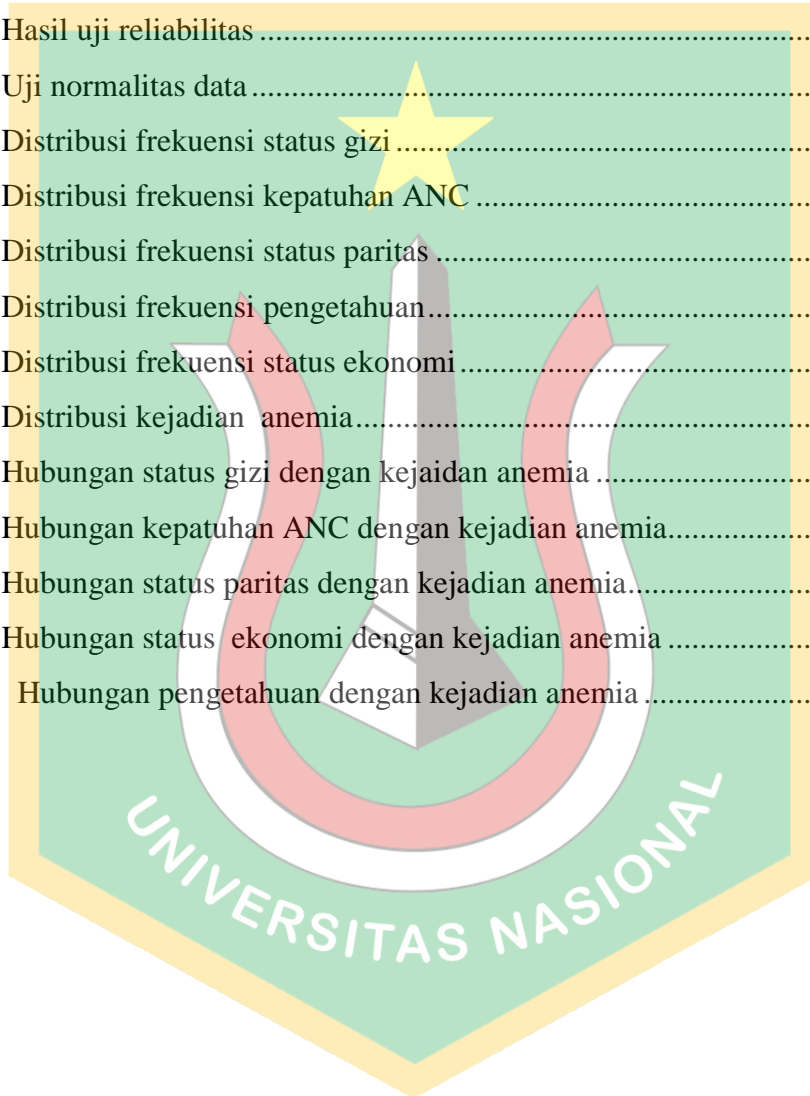 Hasil uji reliabilitas ......................................................................
Uji normalitas data ......................................................................
Distribusi frekuensi status gizi ....................................................
Distribusi frekuensi kepatuhan ANC ..........................................
Distribusi frekuensi status paritas ...............................................
Distribusi frekuensi pengetahuan................................................
Distribusi frekuensi status ekonomi ............................................
Distribusi kejadian  anemia.........................................................
Hubungan status gizi dengan kejaidan anemia ...........................
Hubungan kepatuhan ANC dengan kejadian anemia..................
Hubungan status paritas dengan kejadian anemia.......................
Hubungan status  ekonomi dengan kejadian anemia ..................
Hubungan pengetahuan dengan kejadian anemia .....................
UNIVERSITAS NASIONAL